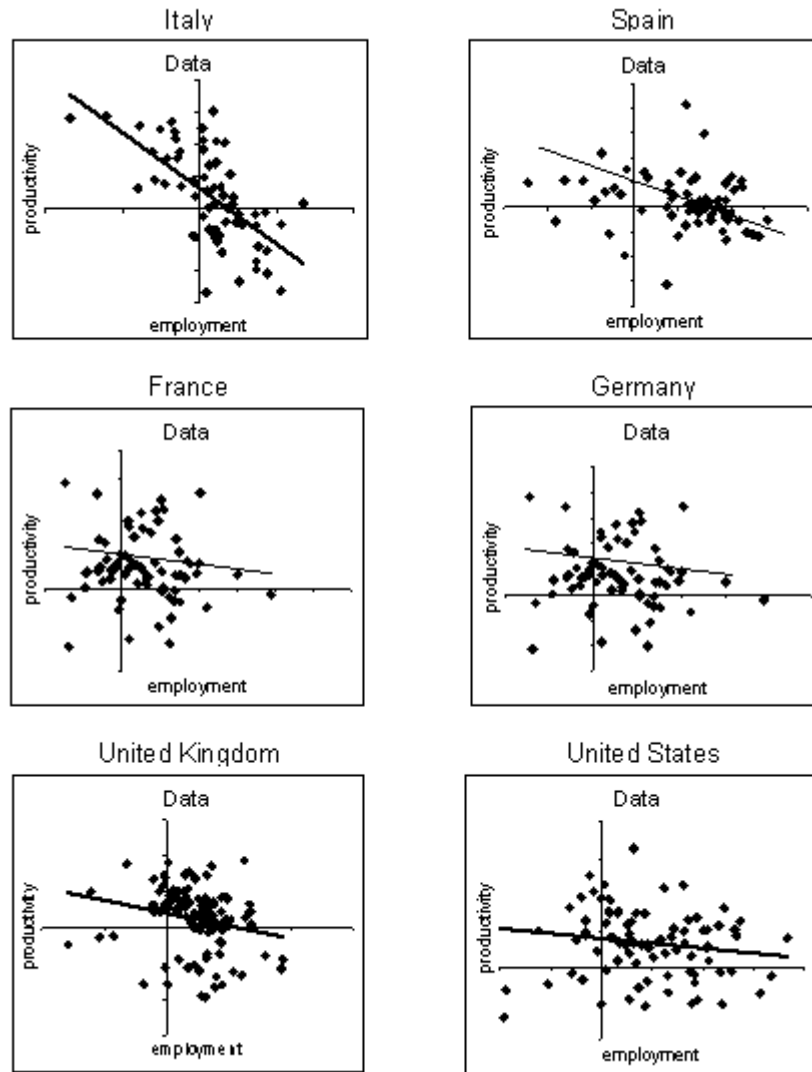 Italy
Data
productivity
employment
Spain
Data
productivity
employment
France
Data
productivity
employment
Germany
Data
productivity
employment
United Kingdom
Data
productivity
employment
United States
Data
productivity
employment